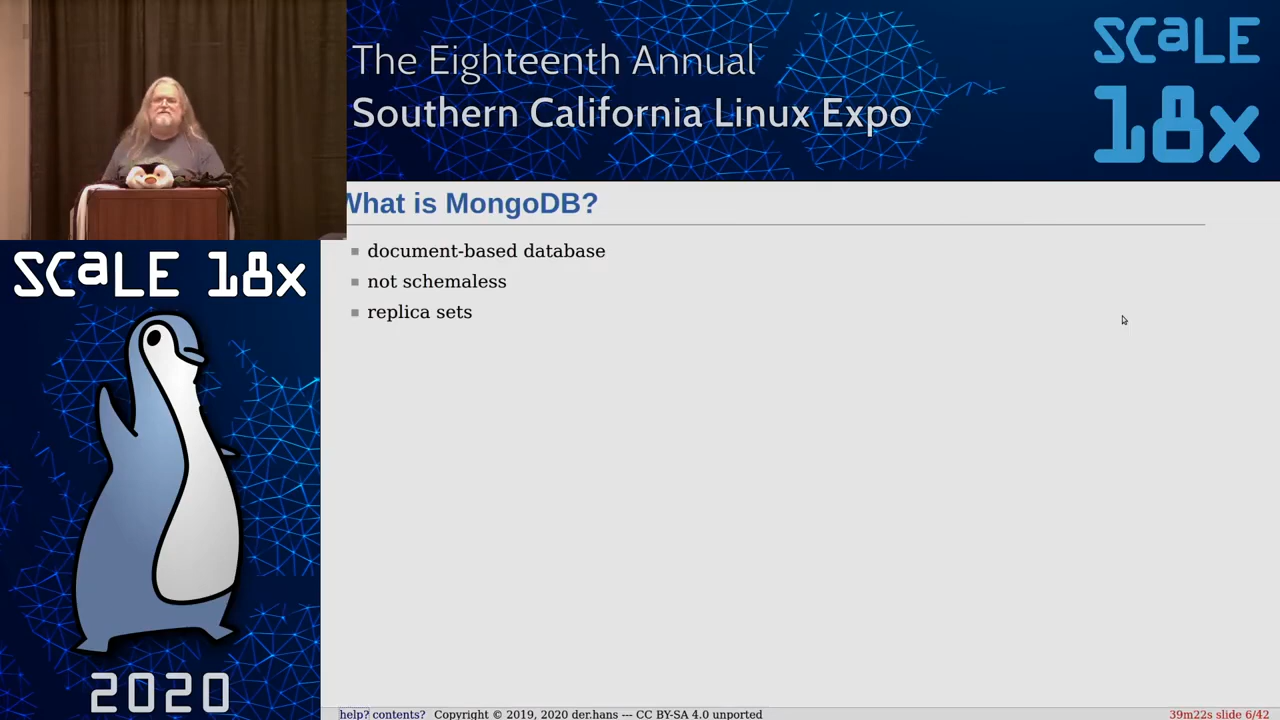 The Eighteenth Annual
Southern California Linux Expo
SCaLE
18x
What is MongoDB?
document-based database
not schemaless
replica sets
SCaLE 18x
2020
help? contents? Copyright © 2019, 2020 der.hans --- CC BY-SA 4.0 unported
39m22s slide 6/42